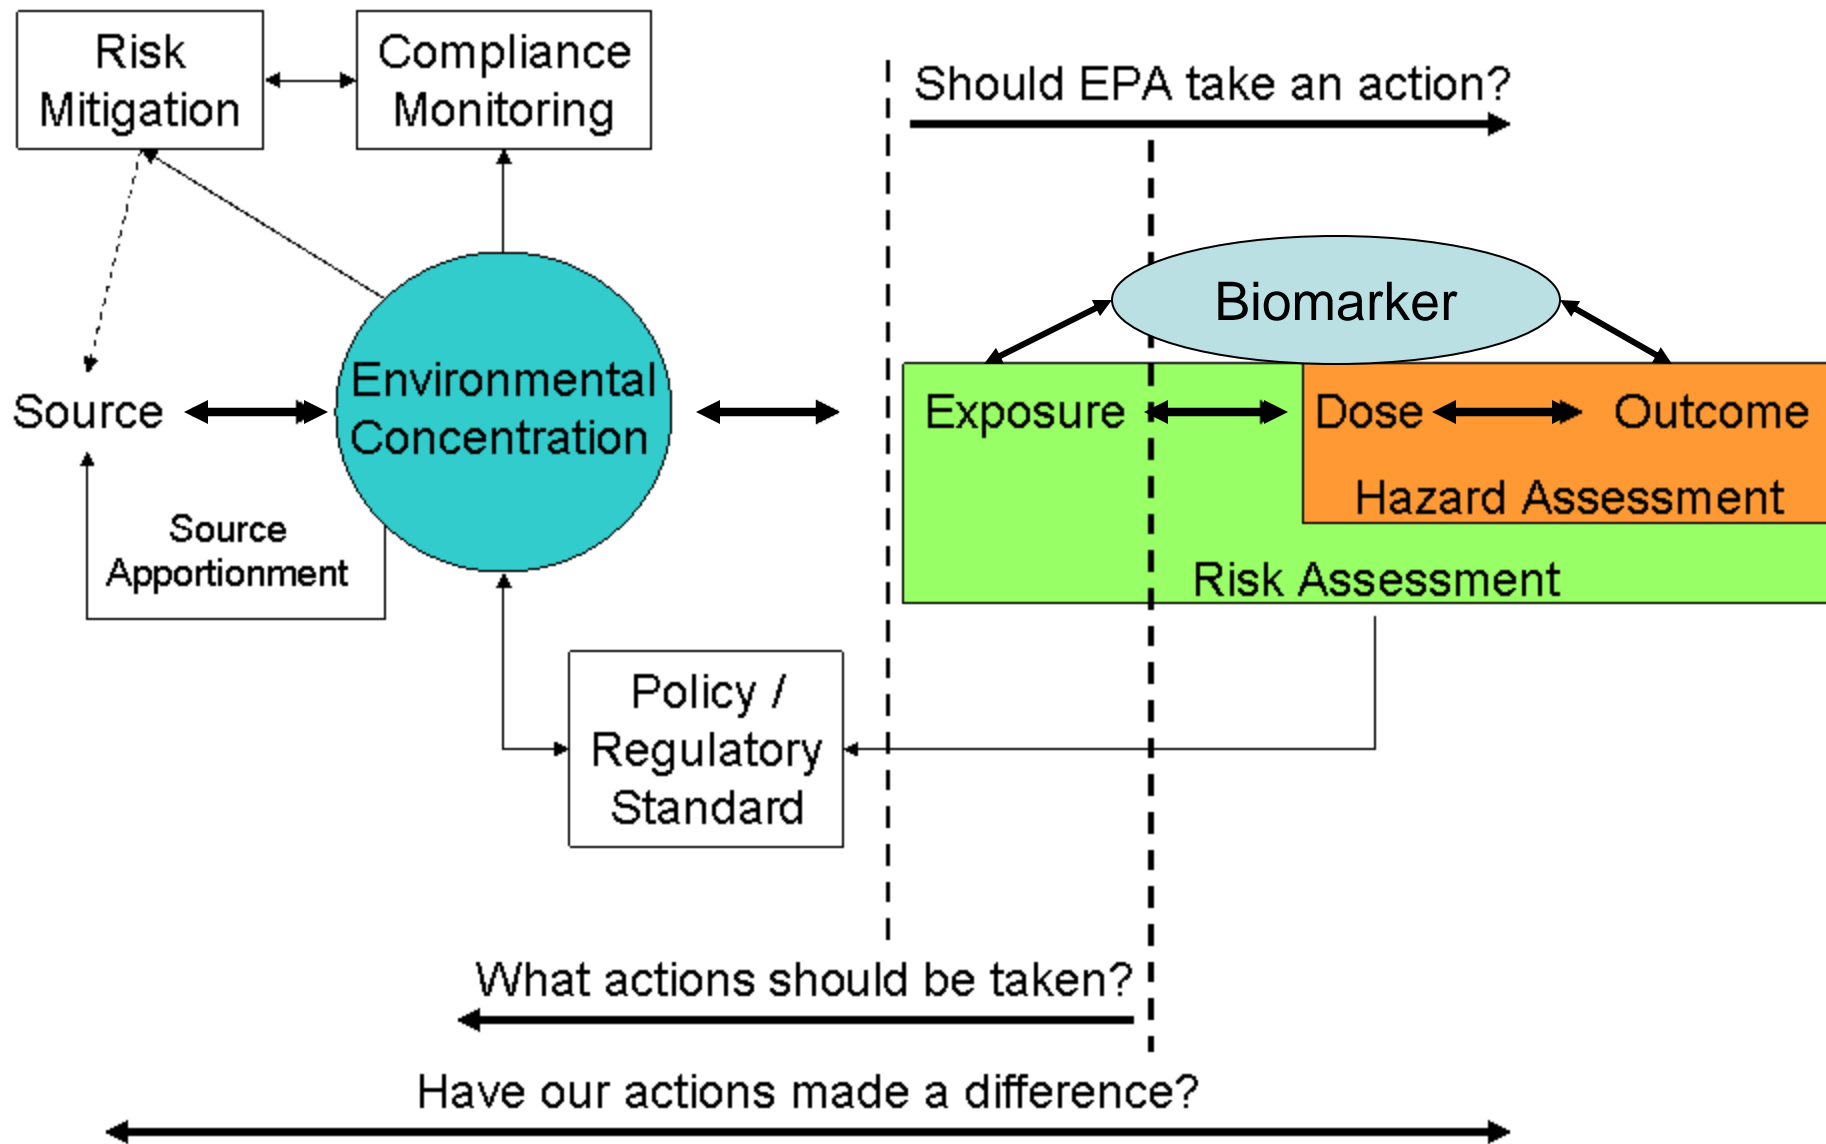 Risk
Mitigation
Compliance
Monitoring
Should EPA take an action?
Biomarker
Source
Environmental
Concentration
Exposure
Dose
Outcome
Hazard Assessment
Source
Apportionment
Risk Assessment
Policy /
Regulatory
Standard
What actions should be taken?
Have our actions made a difference?